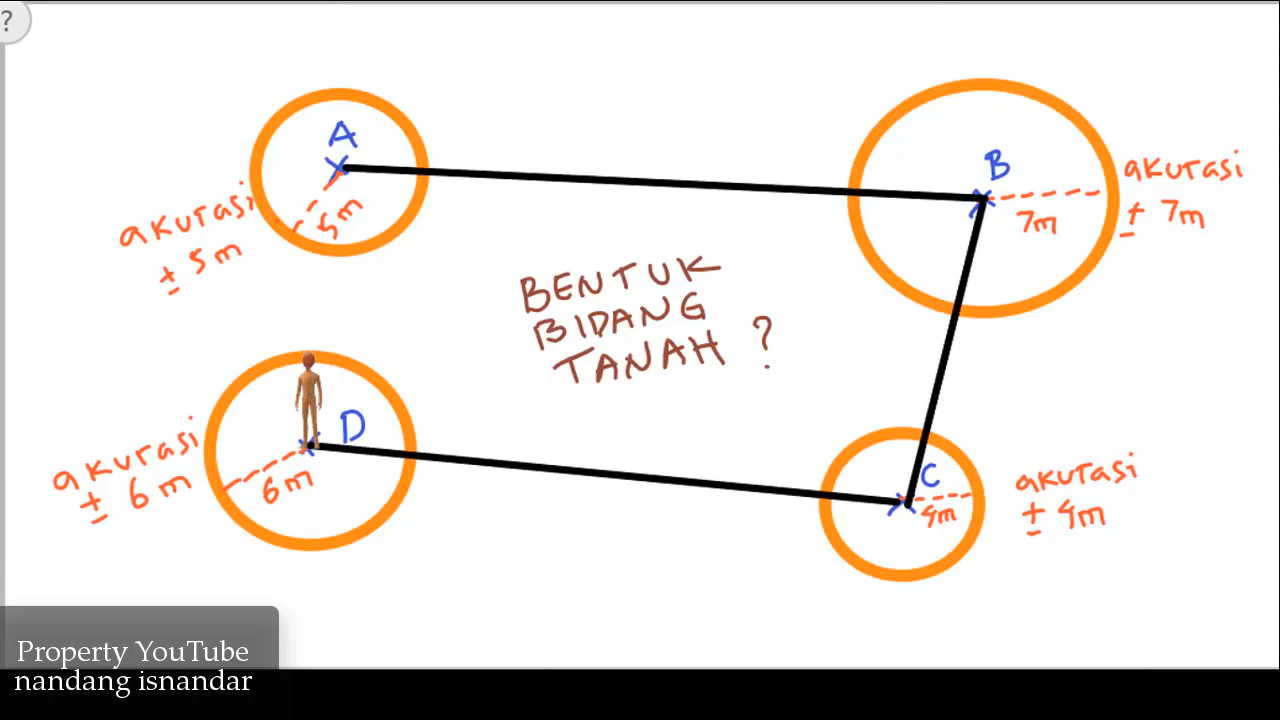 ?
A
akurasi
± 5m
5m
B
7m
akurasi
± 7m
BENTUK
BIDANG
TANAH ?
D
akurasi
± 6m
6m
C
4m
akurasi
± 4m
Property YouTube
nandang isnandar